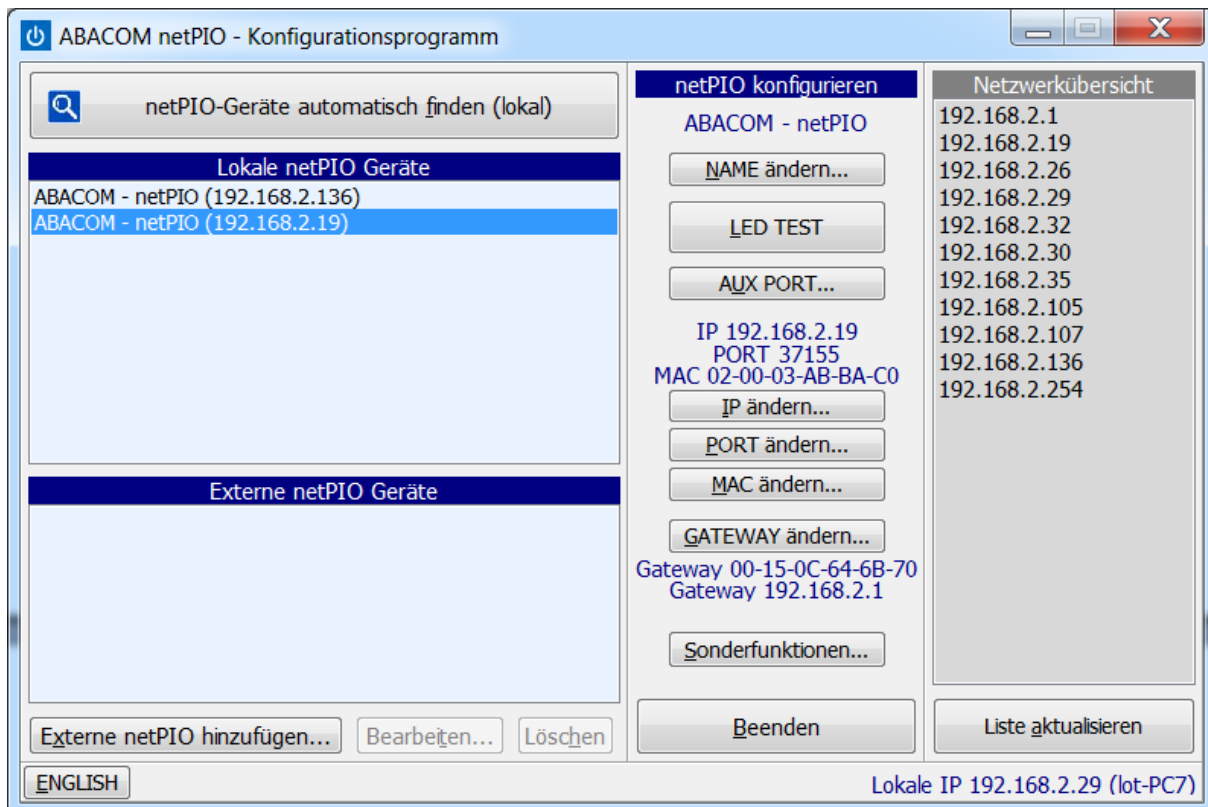 ABACOM netPIO - Konfigurationsprogramm
netPIO-Geräte automatisch finden (lokal)
Lokale netPIO Geräte
ABACOM - netPIO (192.168.2.136)
ABACOM - netPIO (192.168.2.19)
Externe netPIO Geräte
Externe netPIO hinzufügen...
Bearbeiten...
Löschen
netPIO konfigurieren
ABACOM - netPIO
NAME ändern...
LED TEST
AUX PORT...
IP 192.168.2.19
PORT 37155
MAC 02-00-03-AB-BA-C0
IP ändern...
PORT ändern...
MAC ändern...
GATEWAY ändern...
Gateway 00-15-0C-64-6B-70
Gateway 192.168.2.1
Sonderfunktionen...
Beenden
Netzwerkübersicht
192.168.2.1
192.168.2.19
192.168.2.26
192.168.2.29
192.168.2.32
192.168.2.30
192.168.2.35
192.168.2.105
192.168.2.107
192.168.2.136
192.168.2.254
Liste aktualisieren
ENGLISH
Lokale IP 192.168.2.29 (lot-PC7)